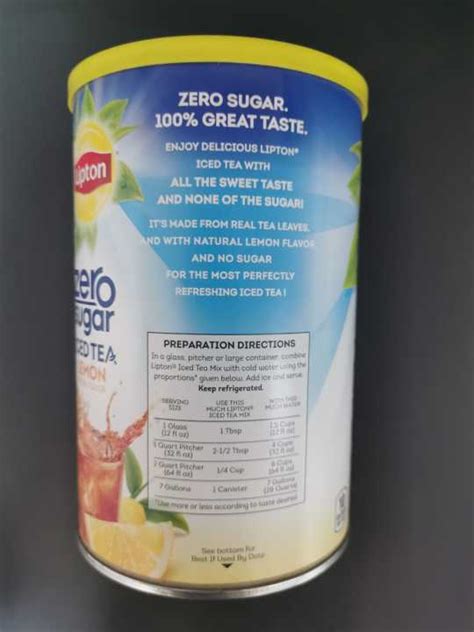 ZERO SUGAR.
100% GREAT TASTE.
ENJOY DELICIOUS LIPTON®
ICED TEA WITH
ALL THE SWEET TASTE
AND NONE OF THE SUGAR!
IT'S MADE FROM REAL TEA LEAVES,
AND WITH NATURAL LEMON FLAVOR
AND NO SUGAR
FOR THE MOST PERFECTLY
REFRESHING ICED TEA!
Lipton
zero
sugar
ICED TEA
LEMON
PREPARATION DIRECTIONS
In a glass, pitcher or large container, combine
Lipton® Iced Tea Mix with cold water using the
proportions* given below. Add ice and serve.
Keep refrigerated.
SERVING SIZE USE THIS MUCH LIPTON® ICED TEA MIX WITH THIS MUCH WATER
1 Glass (12 fl oz) 1 Tbsp 1½ Cups (12 fl oz)
Quart Pitcher (32 fl oz) 2-1/2 Tbsp 4 Cups (32 fl oz)
Quart Pitcher (64 fl oz) 1/4 Cup 8 Cups (64 fl oz)
7 Gallons 1 Canister 7 Gallons (28 Quarts)
*Use more or less according to taste desired
See bottom for
Best If Used By Date